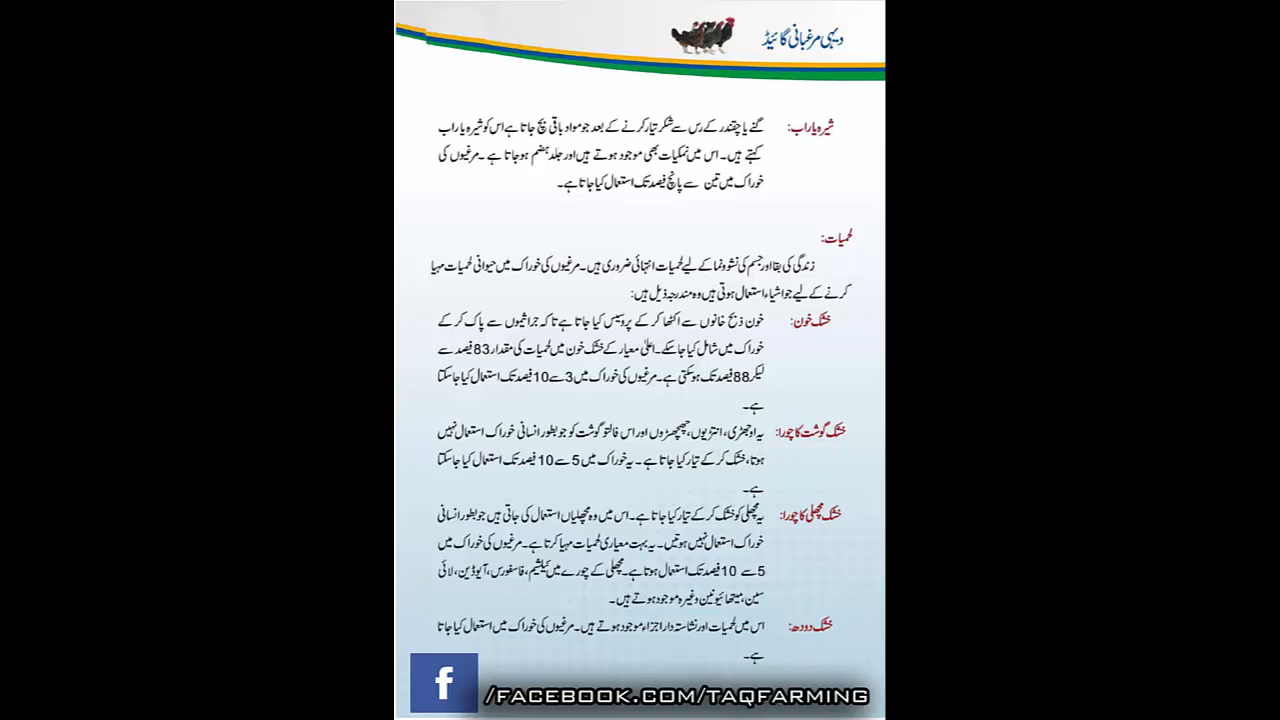 دیہی مرغبانی گائیڈ
شیرہ یا راب: گنے یا چقندر کے رس سے شکر تیار کرنے کے بعد جو مواد باقی بچ جاتا ہے اس کو شیرہ یا راب
کہتے ہیں۔ اس میں نمکیات بھی موجود ہوتے ہیں اور جلد ہضم ہو جاتا ہے۔ مرغیوں کی
خوراک میں تین سے پانچ فیصد تک استعمال کیا جاتا ہے۔
لحمیات:
زندگی کی بقا اور جسم کی نشوونما کے لیے لحمیات انتہائی ضروری ہیں۔ مرغیوں کی خوراک میں حیوانی لحمیات مہیا
کرنے کے لیے جو اشیاء استعمال ہوتی ہیں وہ مندرجہ ذیل ہیں:
خشک خون: خون ذبح خانوں سے اکٹھا کر کے پروسیس کیا جاتا ہے تاکہ جراثیموں سے پاک کر کے
خوراک میں شامل کیا جا سکے۔ اعلیٰ معیار کے خشک خون میں لحمیات کی مقدار 83 فیصد سے
لیکر 88 فیصد تک ہو سکتی ہے۔ مرغیوں کی خوراک میں 3 سے 10 فیصد تک استعمال کیا جا سکتا
ہے۔
خشک گوشت کا چورا: یہ اوجھڑی، انتڑیوں، چھیچھڑوں اور اس فالتو گوشت کو جو بطور انسانی خوراک استعمال نہیں
ہوتا، خشک کر کے تیار کیا جاتا ہے۔ یہ خوراک میں 5 سے 10 فیصد تک استعمال کیا جا سکتا
ہے۔
خشک مچھلی کا چورا: یہ مچھلی کو خشک کر کے تیار کیا جاتا ہے۔ اس میں وہ مچھلیاں استعمال کی جاتی ہیں جو بطور انسانی
خوراک استعمال نہیں ہوتیں۔ یہ بہت معیاری لحمیات مہیا کرتا ہے۔ مرغیوں کی خوراک میں
5 سے 10 فیصد تک استعمال ہوتا ہے۔ مچھلی کے چورے میں کیلشیم، فاسفورس، آیوڈین، لائی
سین، میتھائیونین وغیرہ موجود ہوتے ہیں۔
خشک دودھ: اس میں لحمیات اور نشاستہ دار اجزاء موجود ہوتے ہیں۔ مرغیوں کی خوراک میں استعمال کیا جاتا
ہے۔
f /FACEBOOK.COM/TAQFARMING